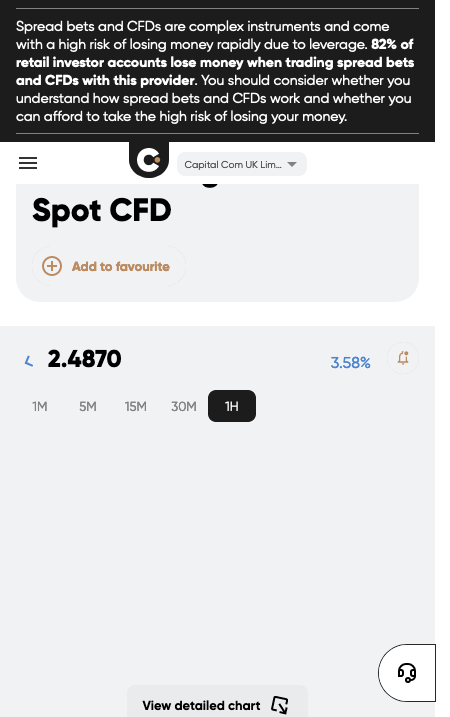 Spread bets and CFDs are complex instruments and come
with a high risk of losing money rapidly due to leverage. 82% of
retail investor accounts lose money when trading spread bets
and CFDs with this provider. You should consider whether you
understand how spread bets and CFDs work and whether you
can afford to take the high risk of losing your money.
Capital Com UK Lim...
Spot CFD
Add to favourite
2.4870
3.58%
1M 5M 15M 30M 1H
View detailed chart